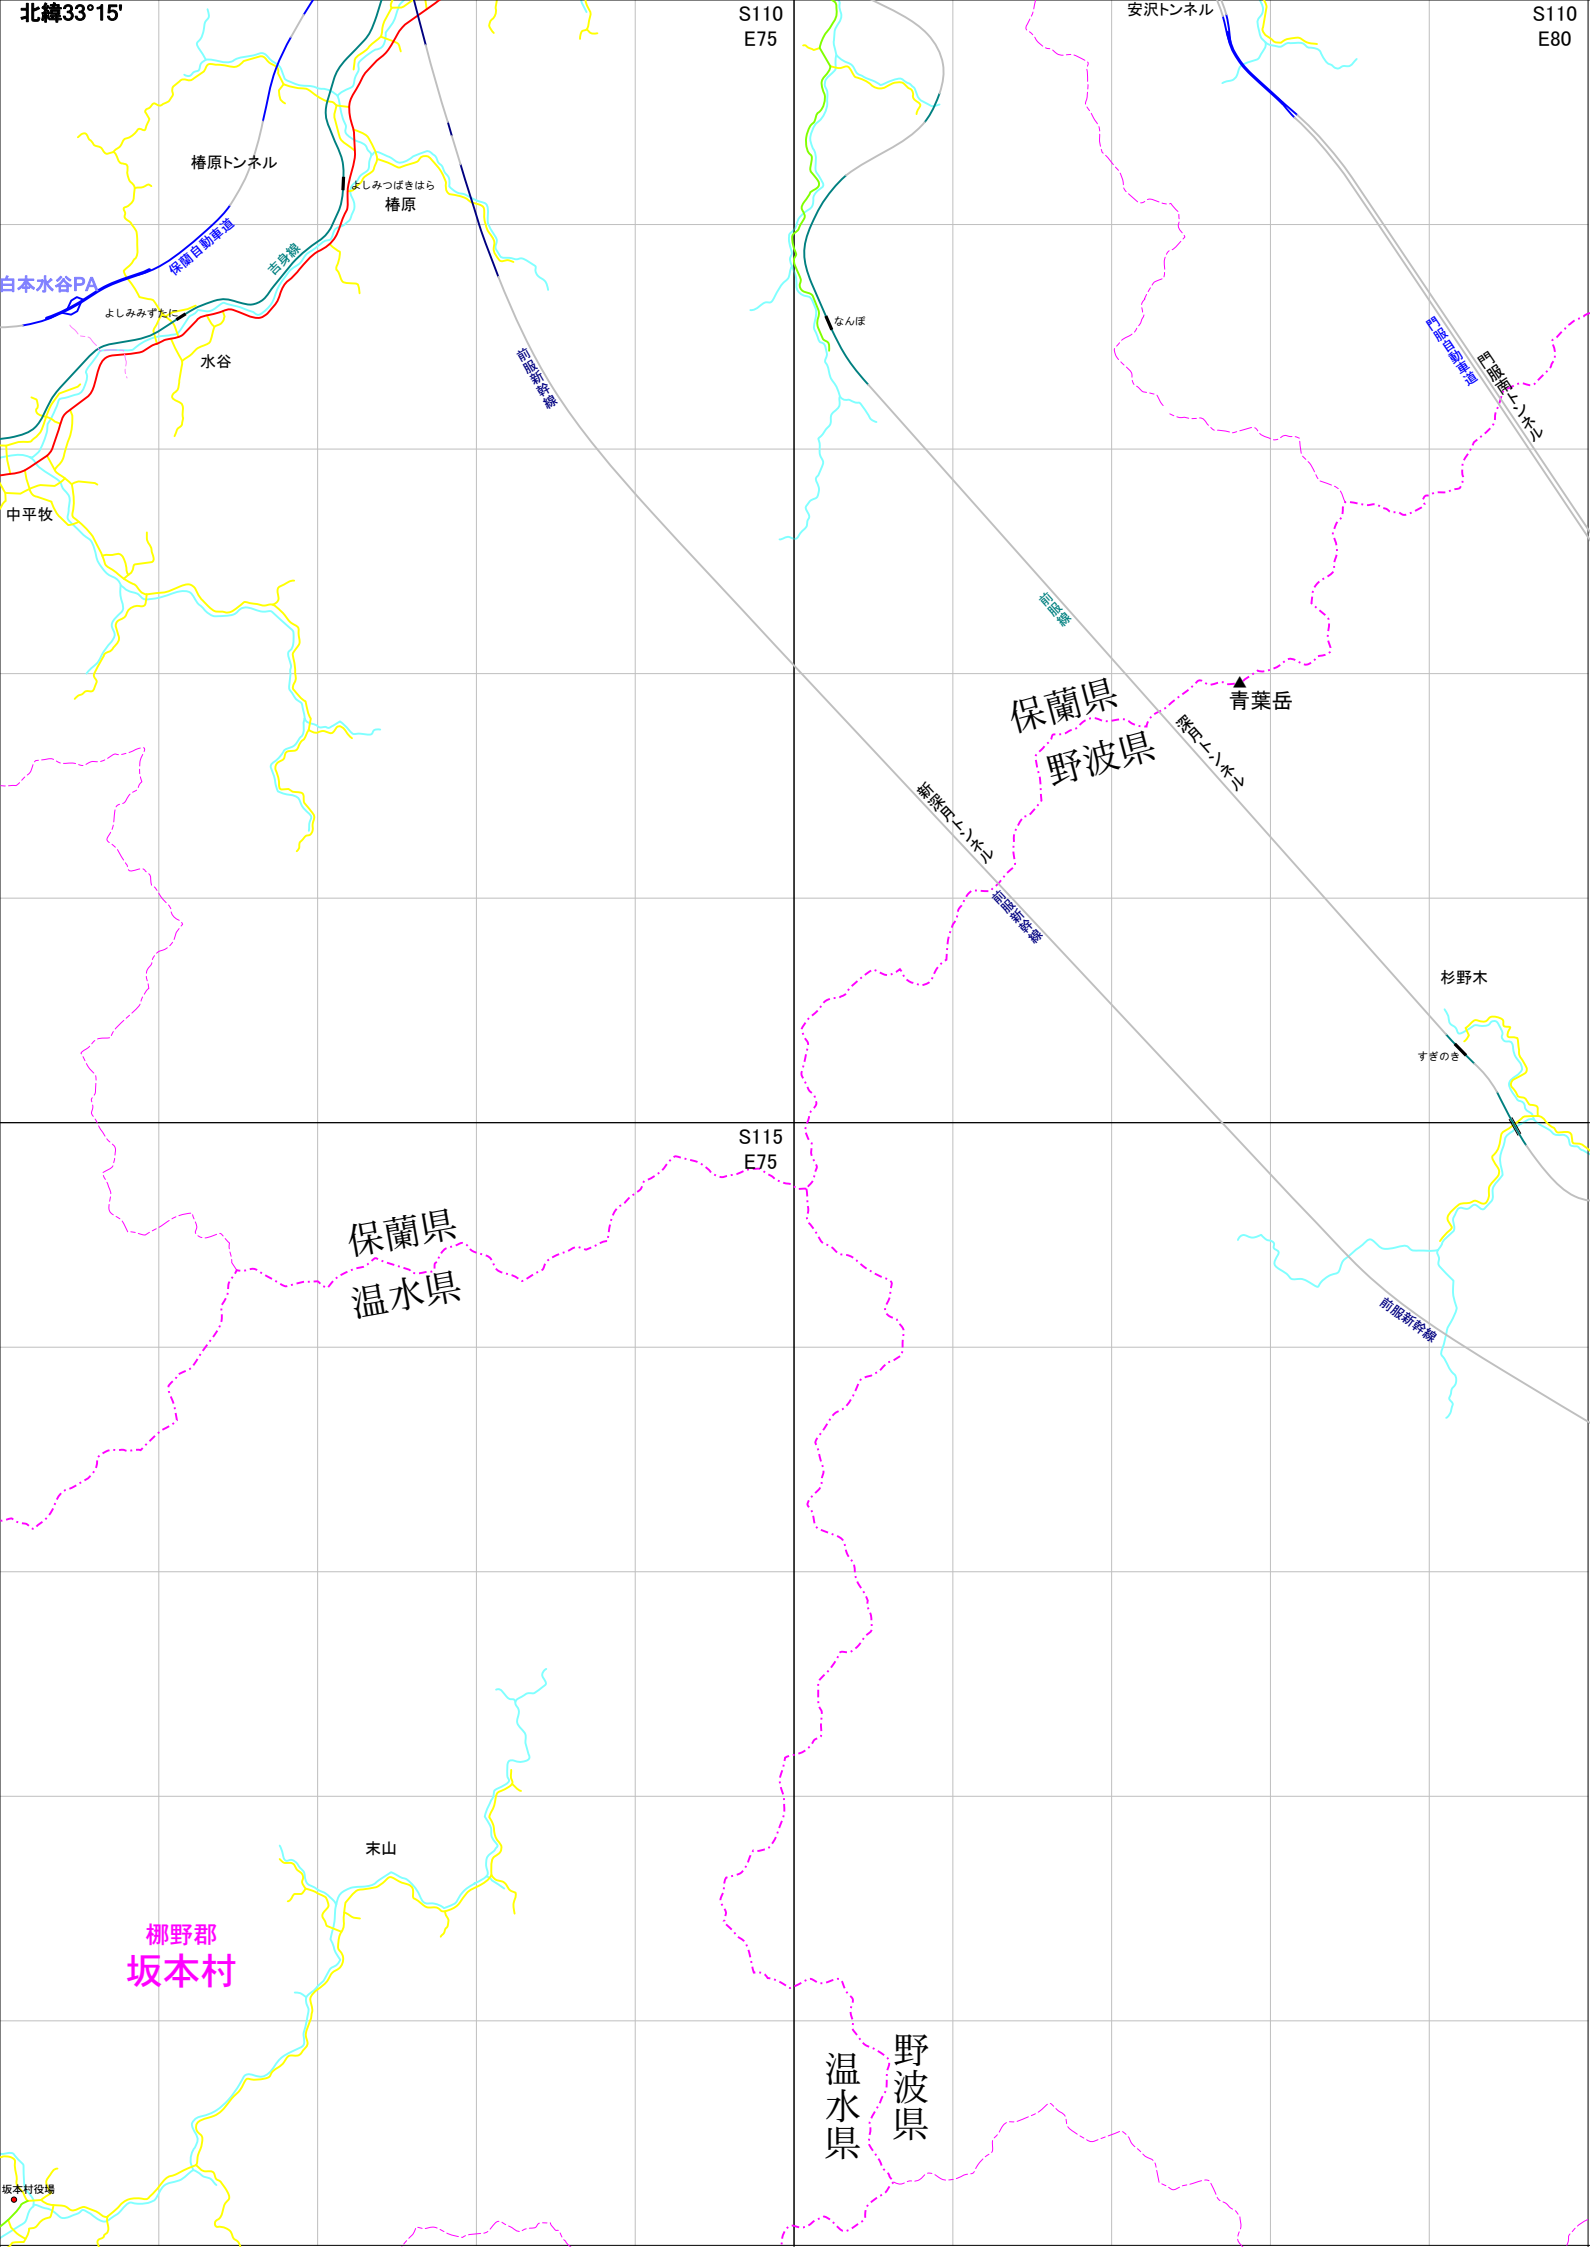 北緯33°15'
S110
E75
安沢トンネル
S110
E80
椿原トンネル
よしみつばきはら
椿原
保蘭自動車道
吉身線
白本水谷PA
よしみみずたに
水谷
なんぽ
前服新幹線
門服自動車道
門服南トンネル
中平牧
前服線
保蘭県
野波県
青葉岳
深月トンネル
新深月トンネル
前服新幹線
杉野木
すぎのき
S115
E75
保蘭県
温水県
前服新幹線
末山
梛野郡
坂本村
野波県
温水県
坂本村役場